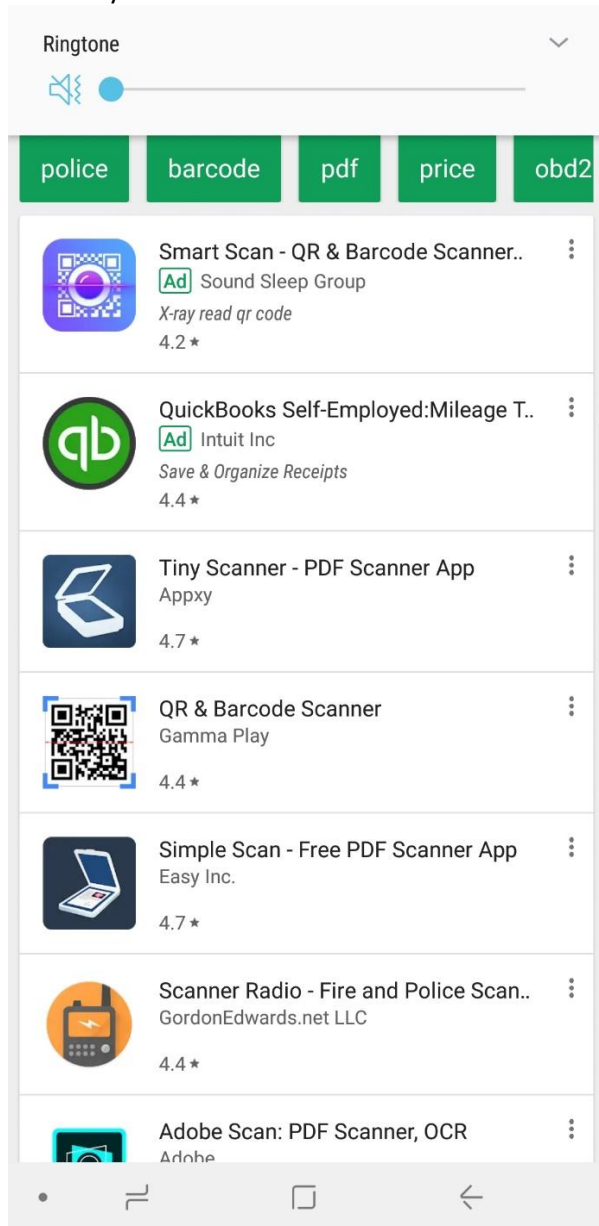 Ringtone
police barcode pdf price obd2
Smart Scan - QR & Barcode Scanner..
Ad Sound Sleep Group
X-ray read qr code
4.2 ★
QuickBooks Self-Employed:Mileage T..
qb
Ad Intuit Inc
Save & Organize Receipts
4.4 ★
Tiny Scanner - PDF Scanner App
Appxy
4.7 ★
QR & Barcode Scanner
Gamma Play
4.4 ★
Simple Scan - Free PDF Scanner App
Easy Inc.
4.7 ★
Scanner Radio - Fire and Police Scan..
GordonEdwards.net LLC
4.4 ★
Adobe Scan: PDF Scanner, OCR
Adobe